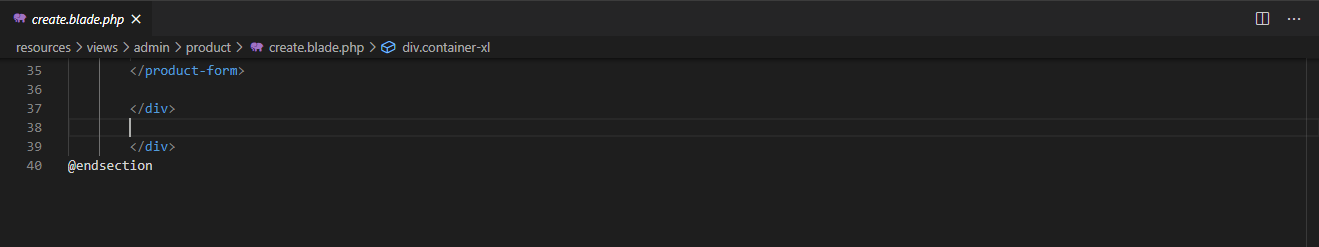 create.blade.php
resources > views > admin > product > create.blade.php > div.container-xl
35 </product-form>
36
37 </div>
38
39 </div>
40 @endsection